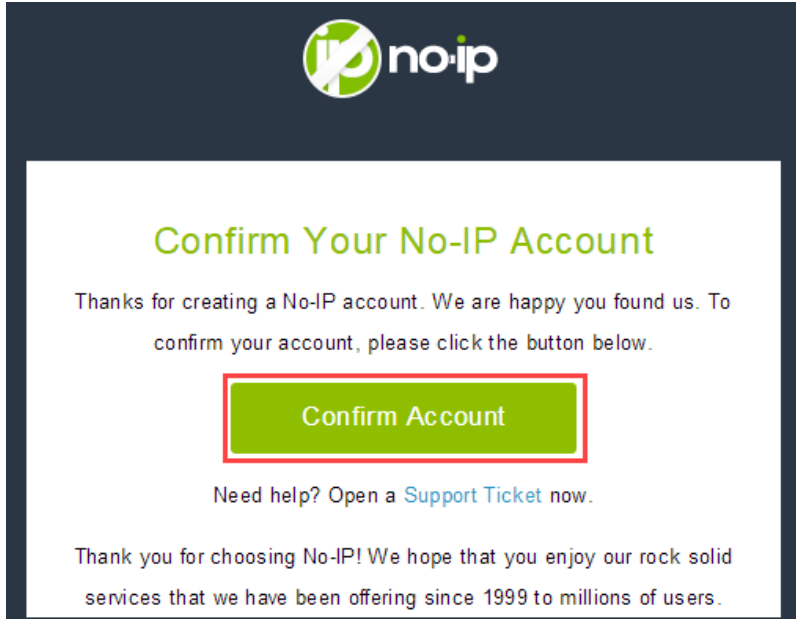 no·ip
Confirm Your No-IP Account
Thanks for creating a No-IP account. We are happy you found us. To
confirm your account, please click the button below.
Confirm Account
Need help? Open a Support Ticket now.
Thank you for choosing No-IP! We hope that you enjoy our rock solid
services that we have been offering since 1999 to millions of users.